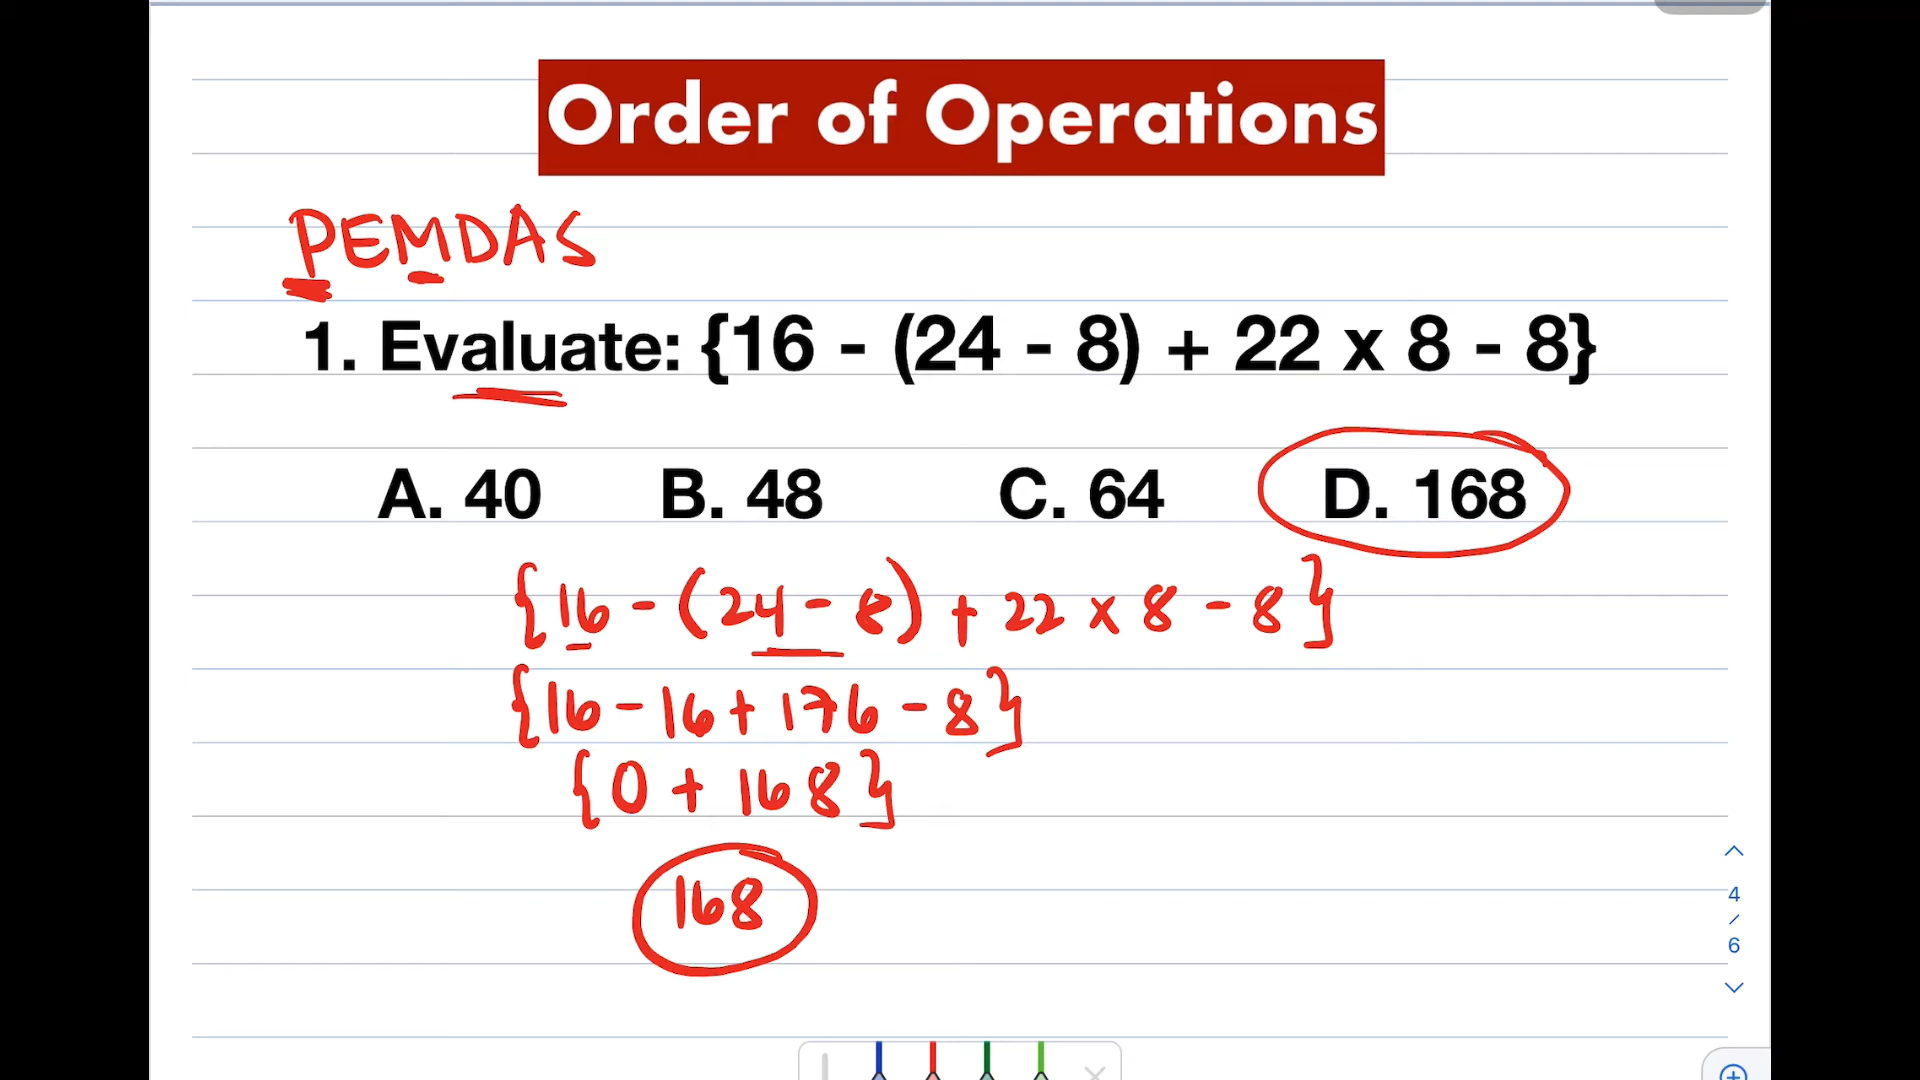 Order of Operations
PEMDAS
1. Evaluate: {16 - (24 - 8) + 22 x 8 - 8}
A. 40 B. 48 C. 64 D. 168
{16 - (24 - 8) + 22 x 8 - 8}
{16 - 16 + 176 - 8}
{0 + 168}
168
4
/
6